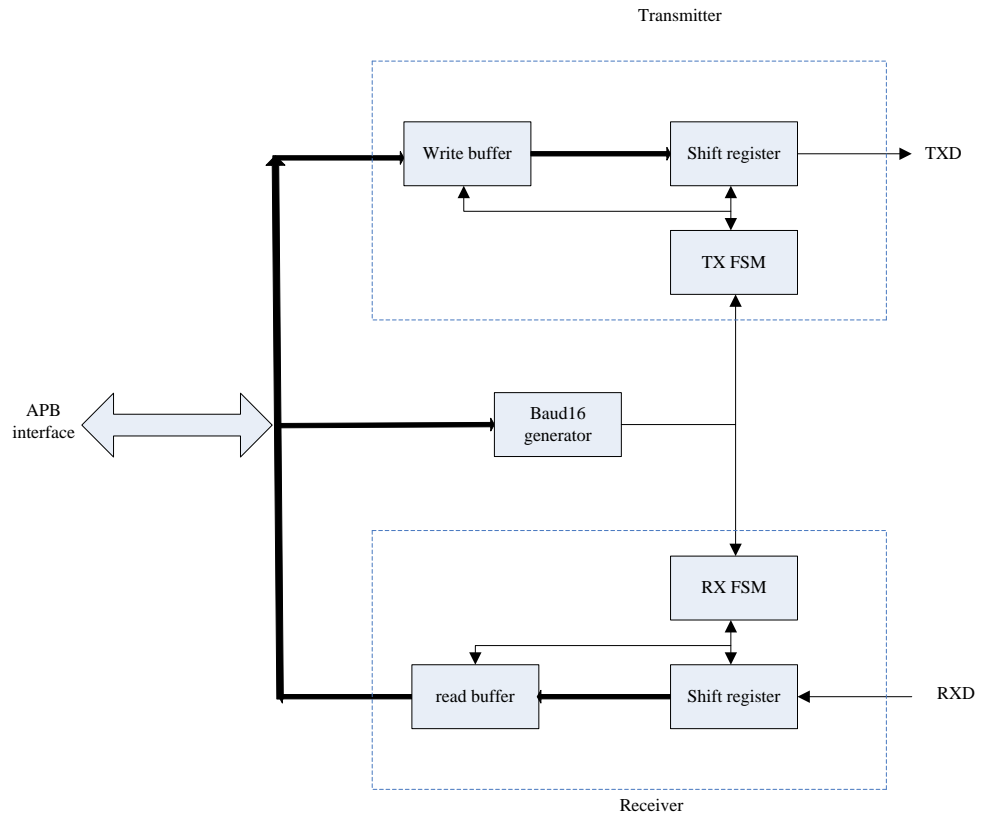 Transmitter
Write buffer
Shift register
TXD
TX FSM
APB
interface
Baud16
generator
RX FSM
read buffer
Shift register
RXD
Receiver